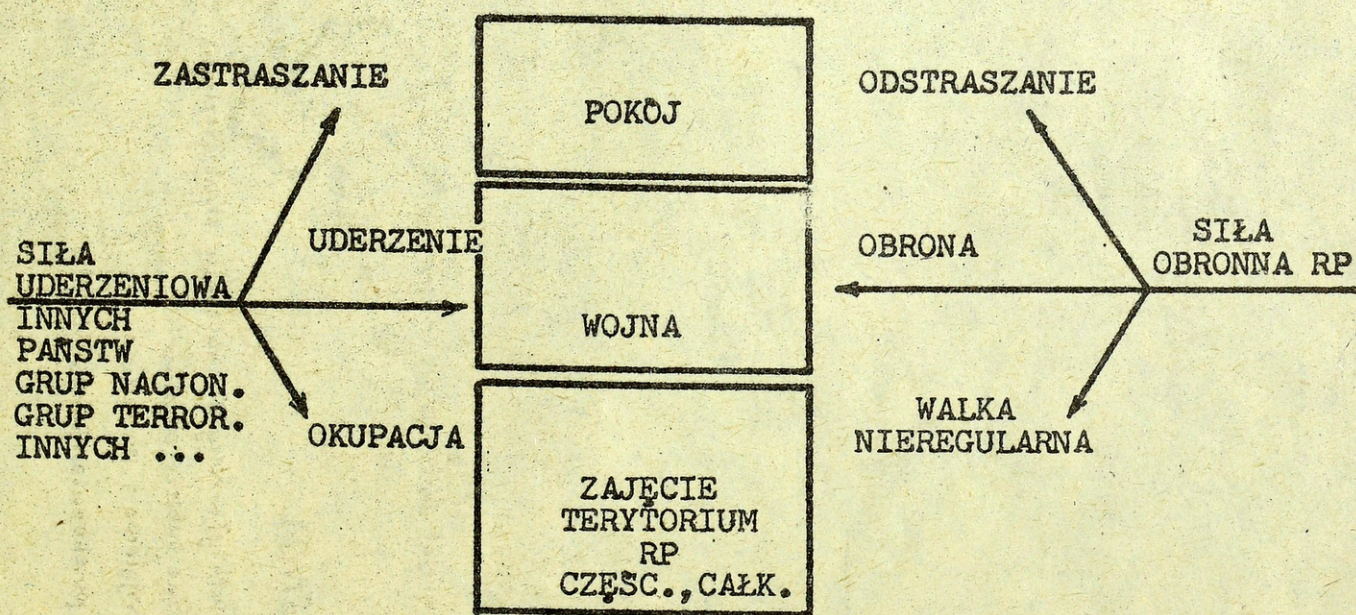 ZASTRASZANIE
POKÓJ
ODSTRASZANIE
SIŁA
UDERZENIOWA
INNYCH
PAŃSTW
GRUP NACJON.
GRUP TERROR.
INNYCH ...
UDERZENIE
WOJNA
OBRONA
SIŁA
OBRONNA RP
OKUPACJA
ZAJĘCIE
TERYTORIUM
RP
CZĘŚC.,CAŁK.
WALKA
NIEREGULARNA